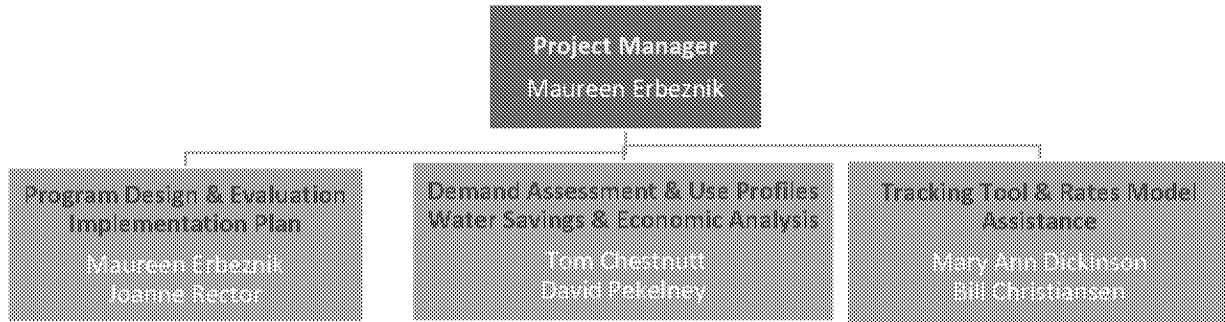 Project Manager
Maureen Erbeznik
Program Design & Evaluation
Implementation Plan
Maureen Erbeznik
Joanne Rector
Demand Assessment & Use Profiles
Water Savings & Economic Analysis
Tom Chestnutt
David Pekelney
Tracking Tool & Rates Model
Assistance
Mary Ann Dickinson
Bill Christiansen